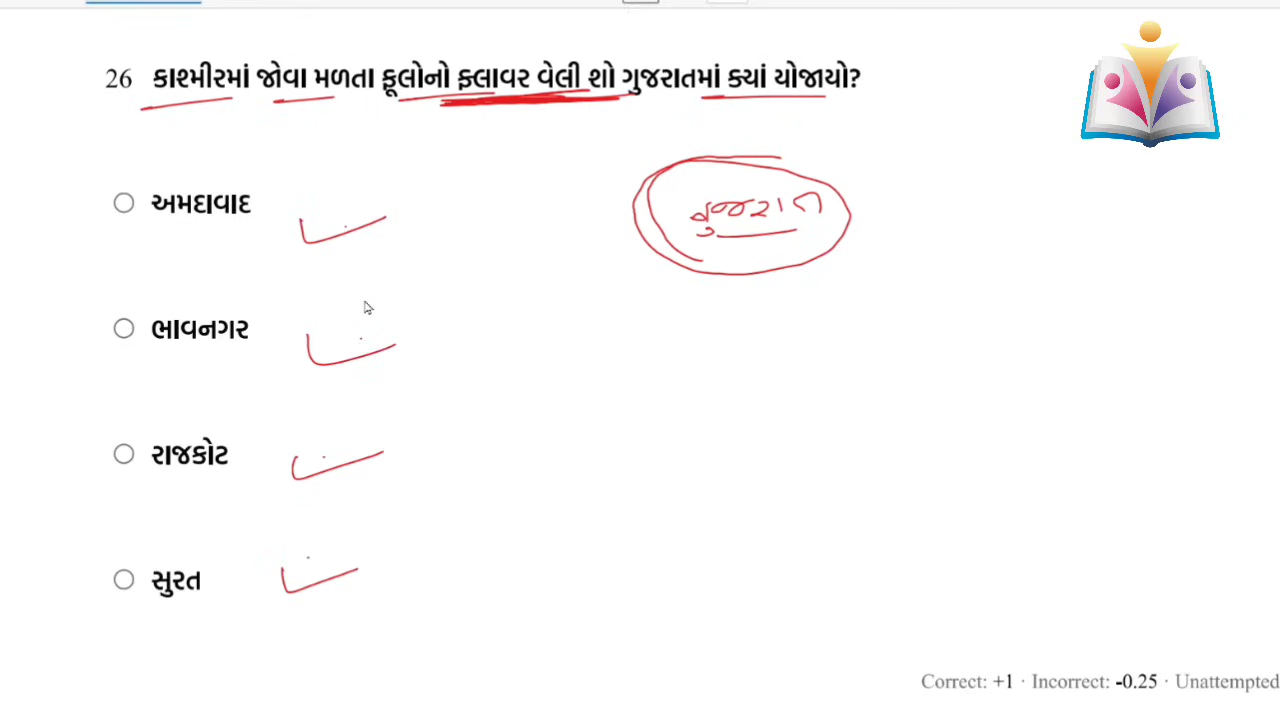 26 કાશ્મીરમાં જોવા મળતા ફૂલોનો ફ્લાવર વેલી શો ગુજરાતમાં ક્યાં યોજાયો?
અમદાવાદ
ગુજરાત
ભાવનગર
રાજકોટ
સુરત
Correct: +1 · Incorrect: -0.25 · Unattempted